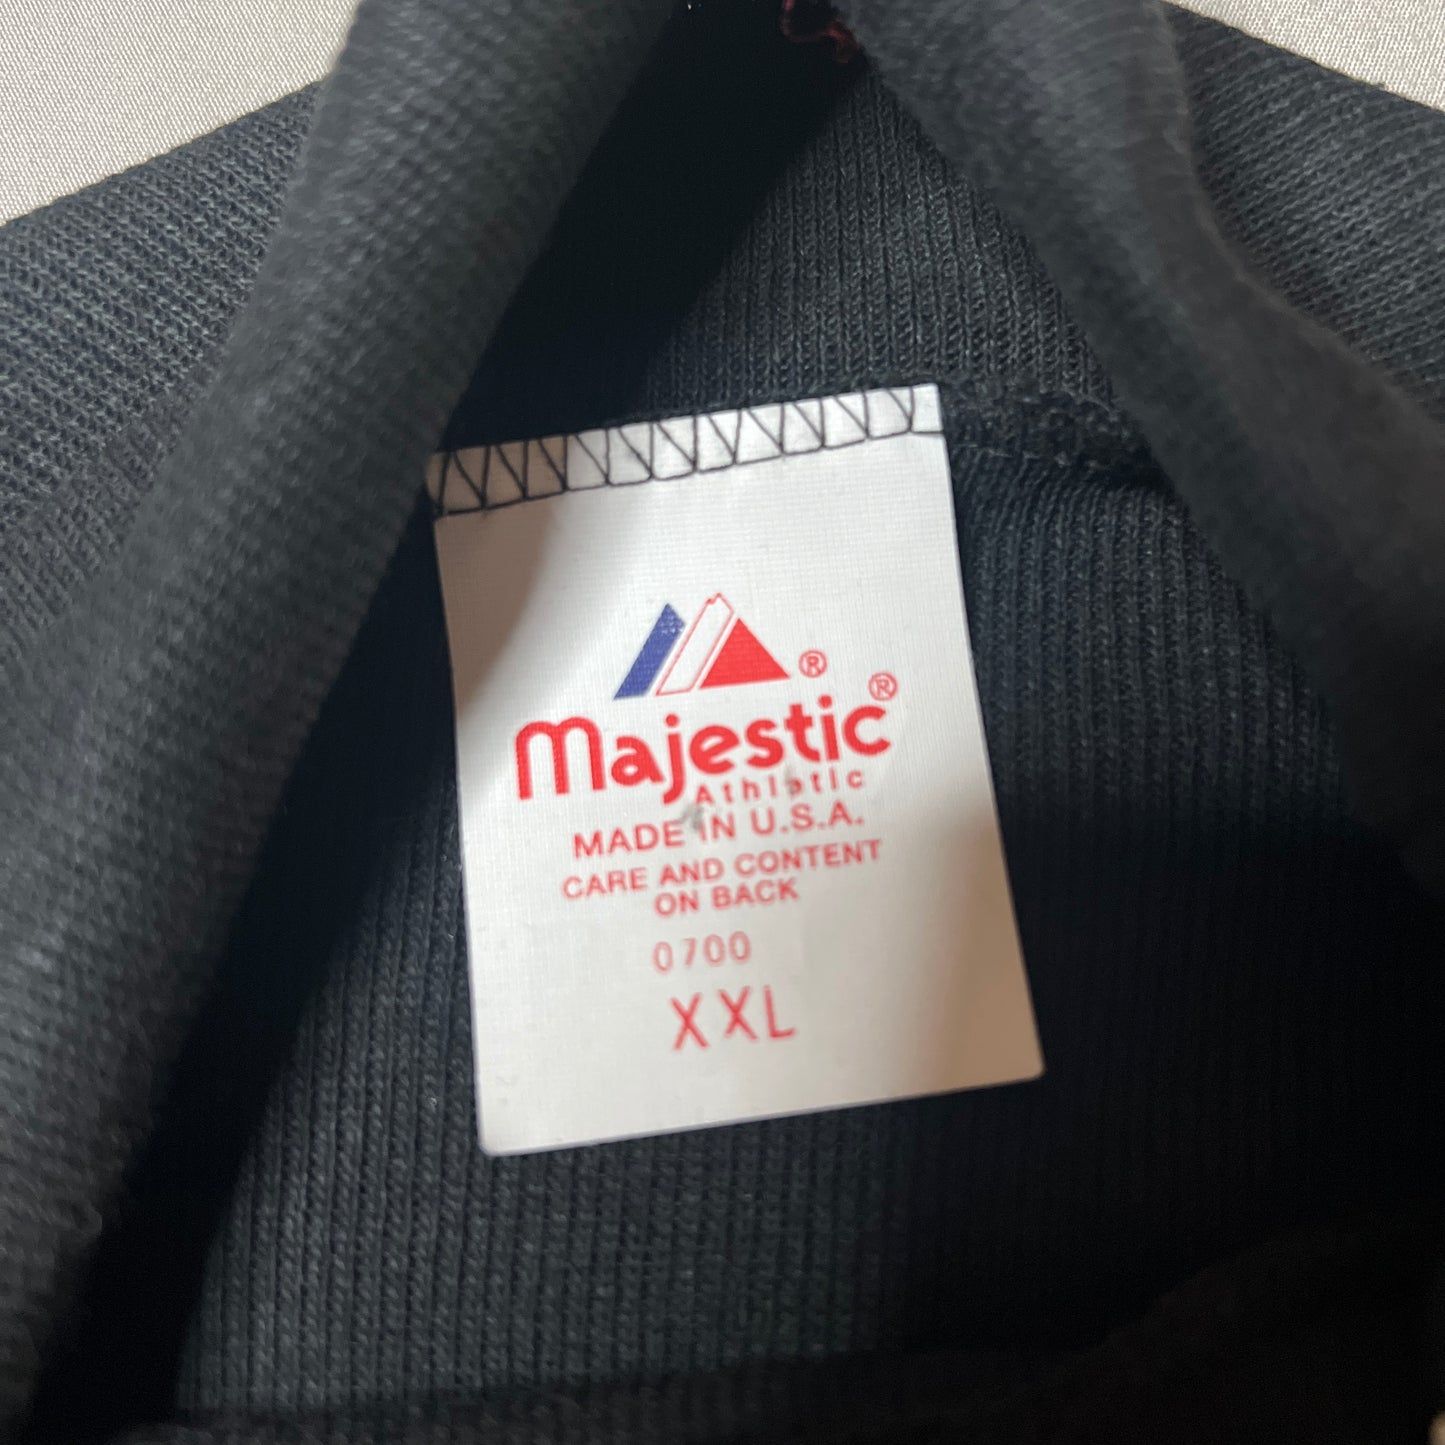 ®
Majestic®
Athletic
MADE IN U.S.A.
CARE AND CONTENT
ON BACK
0700
XXL